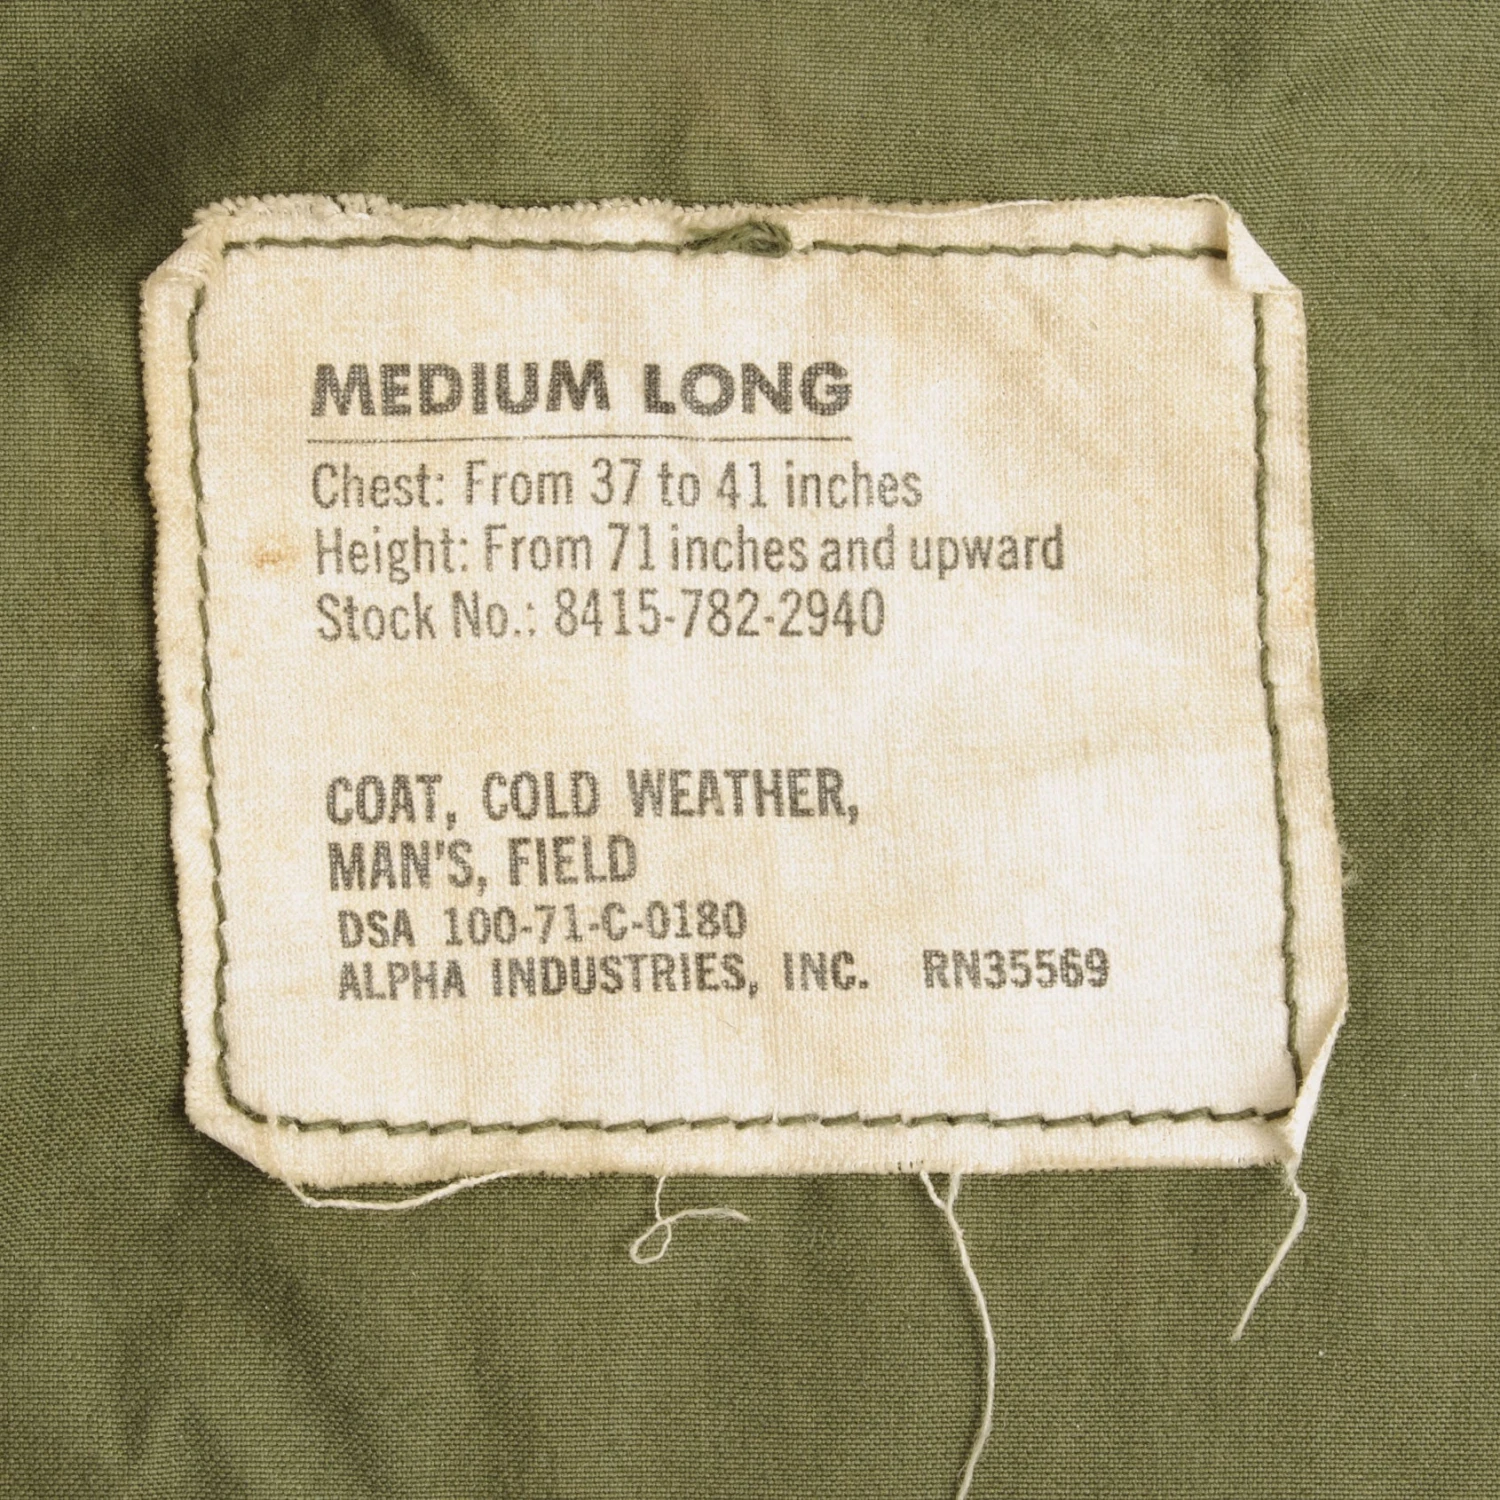 MEDIUM LONG
Chest: From 37 to 41 inches
Height: From 71 inches and upward
Stock No.: 8415-782-2940
COAT, COLD WEATHER,
MAN'S, FIELD
DSA 100-71-C-0180
ALPHA INDUSTRIES, INC. RN35569